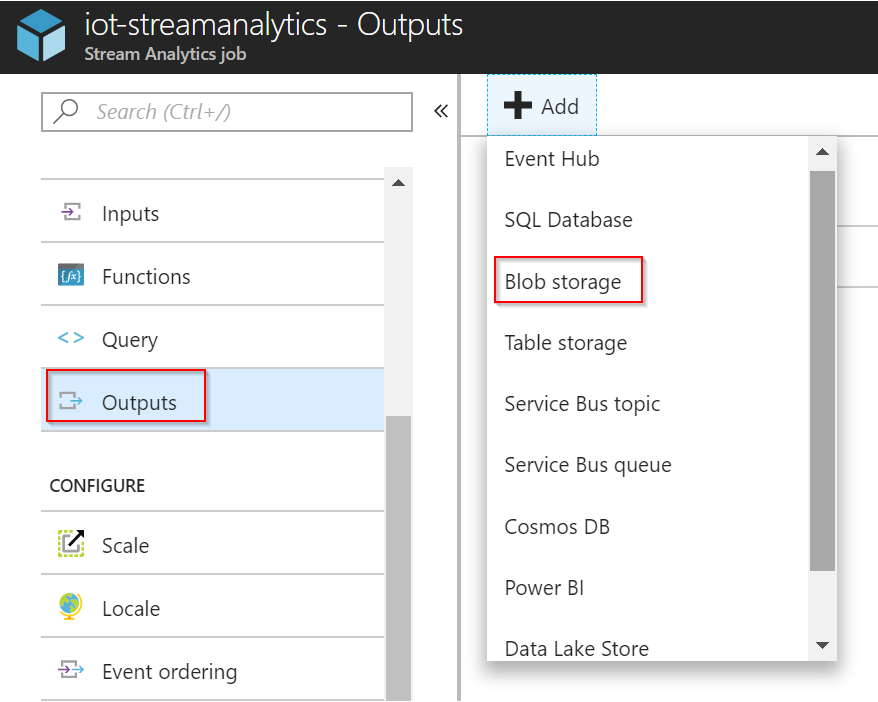 iot-streamanalytics - Outputs
Stream Analytics job
Search (Ctrl+/)
«
Inputs
Functions
Query
Outputs
CONFIGURE
Scale
Locale
Event ordering
Add
Event Hub
SQL Database
Blob storage
Table storage
Service Bus topic
Service Bus queue
Cosmos DB
Power BI
Data Lake Store